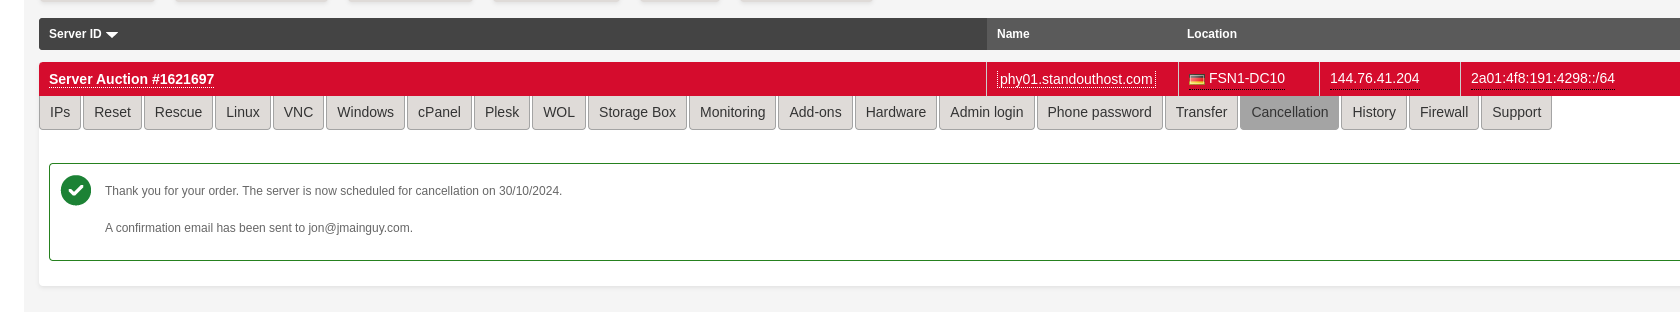 Server ID Name Location
Server Auction #1621697 phy01.standouthost.com FSN1-DC10 144.76.41.204 2a01:4f8:191:4298::/64
IPs Reset Rescue Linux VNC Windows cPanel Plesk WOL Storage Box Monitoring Add-ons Hardware Admin login Phone password Transfer Cancellation History Firewall Support
Thank you for your order. The server is now scheduled for cancellation on 30/10/2024.
A confirmation email has been sent to jon@jmainguy.com.